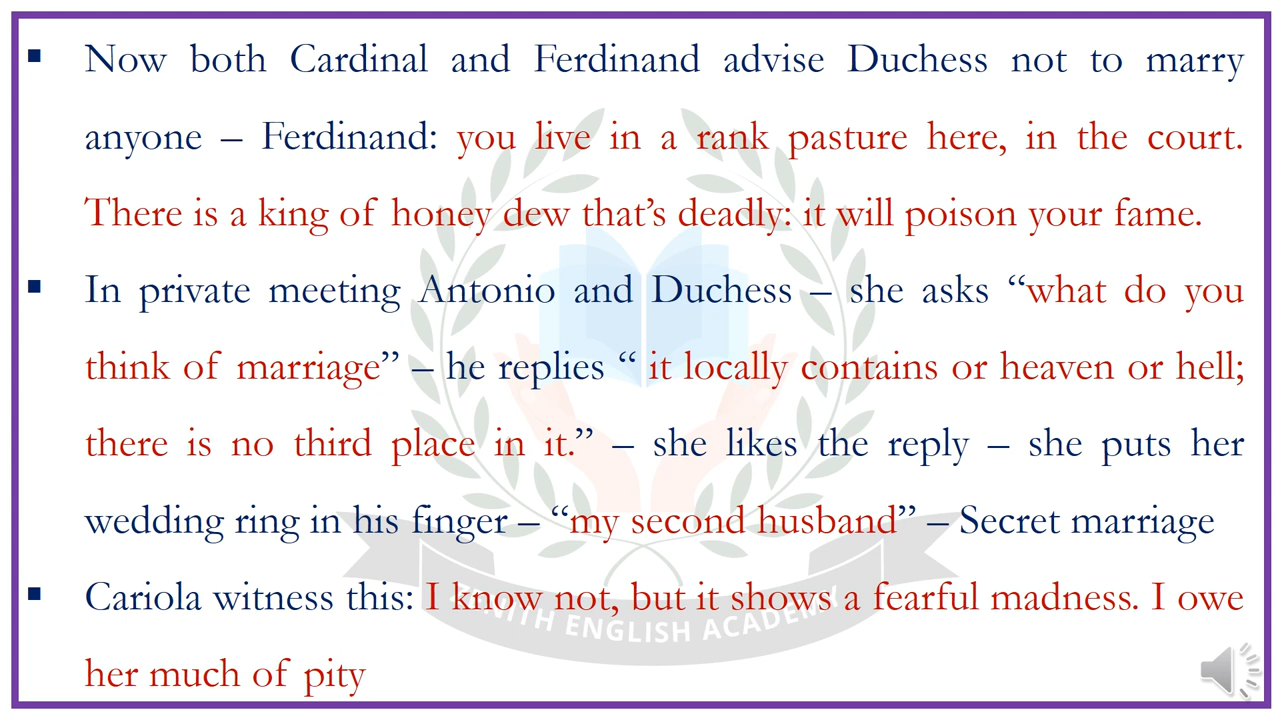 ▪ Now both Cardinal and Ferdinand advise Duchess not to marry
anyone – Ferdinand: you live in a rank pasture here, in the court.
There is a king of honey dew that’s deadly: it will poison your fame.
▪ In private meeting Antonio and Duchess – she asks “what do you
think of marriage” – he replies “ it locally contains or heaven or hell;
there is no third place in it.” – she likes the reply – she puts her
wedding ring in his finger – “my second husband” – Secret marriage
▪ Cariola witness this: I know not, but it shows a fearful madness. I owe
her much of pity
ENGLISH ACADEMY